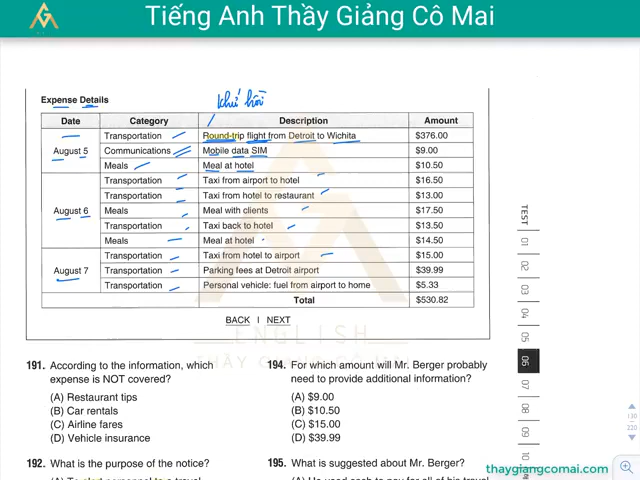 Tiếng Anh Thầy Giảng Cô Mai
Expense Details
khứ hồi
Date Category Description Amount
August 5 Transportation Round-trip flight from Detroit to Wichita $376.00
Communications Mobile data SIM $9.00
Meals Meal at hotel $10.50
August 6 Transportation Taxi from airport to hotel $16.50
Transportation Taxi from hotel to restaurant $13.00
Meals Meal with clients $17.50
Transportation Taxi back to hotel $13.50
Meals Meal at hotel $14.50
August 7 Transportation Taxi from hotel to airport $15.00
Transportation Parking fees at Detroit airport $39.99
Transportation Personal vehicle: fuel from airport to home $5.33
Total $530.82
BACK I NEXT
ENGLISH
THẦY GIẢNG CÔ MAI
191. According to the information, which
expense is NOT covered?
(A) Restaurant tips
(B) Car rentals
(C) Airline fares
(D) Vehicle insurance
192. What is the purpose of the notice?
194. For which amount will Mr. Berger probably
need to provide additional information?
(A) $9.00
(B) $10.50
(C) $15.00
(D) $39.99
195. What is suggested about Mr. Berger?
TEST
01
02
03
04
05
06
07
08
09
10
130
220
thaygiangcomai.com